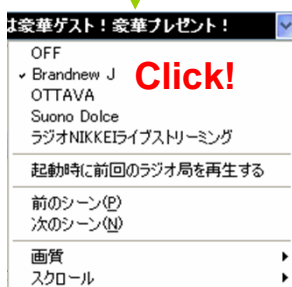 は豪華ゲスト！豪華プレゼント！
OFF
Brandnew J
Click!
OTTAVA
Suono Dolce
ラジオNIKKEIライブストリーミング
起動時に前回のラジオ局を再生する
前のシーン(P)
次のシーン(N)
画質
スクロール